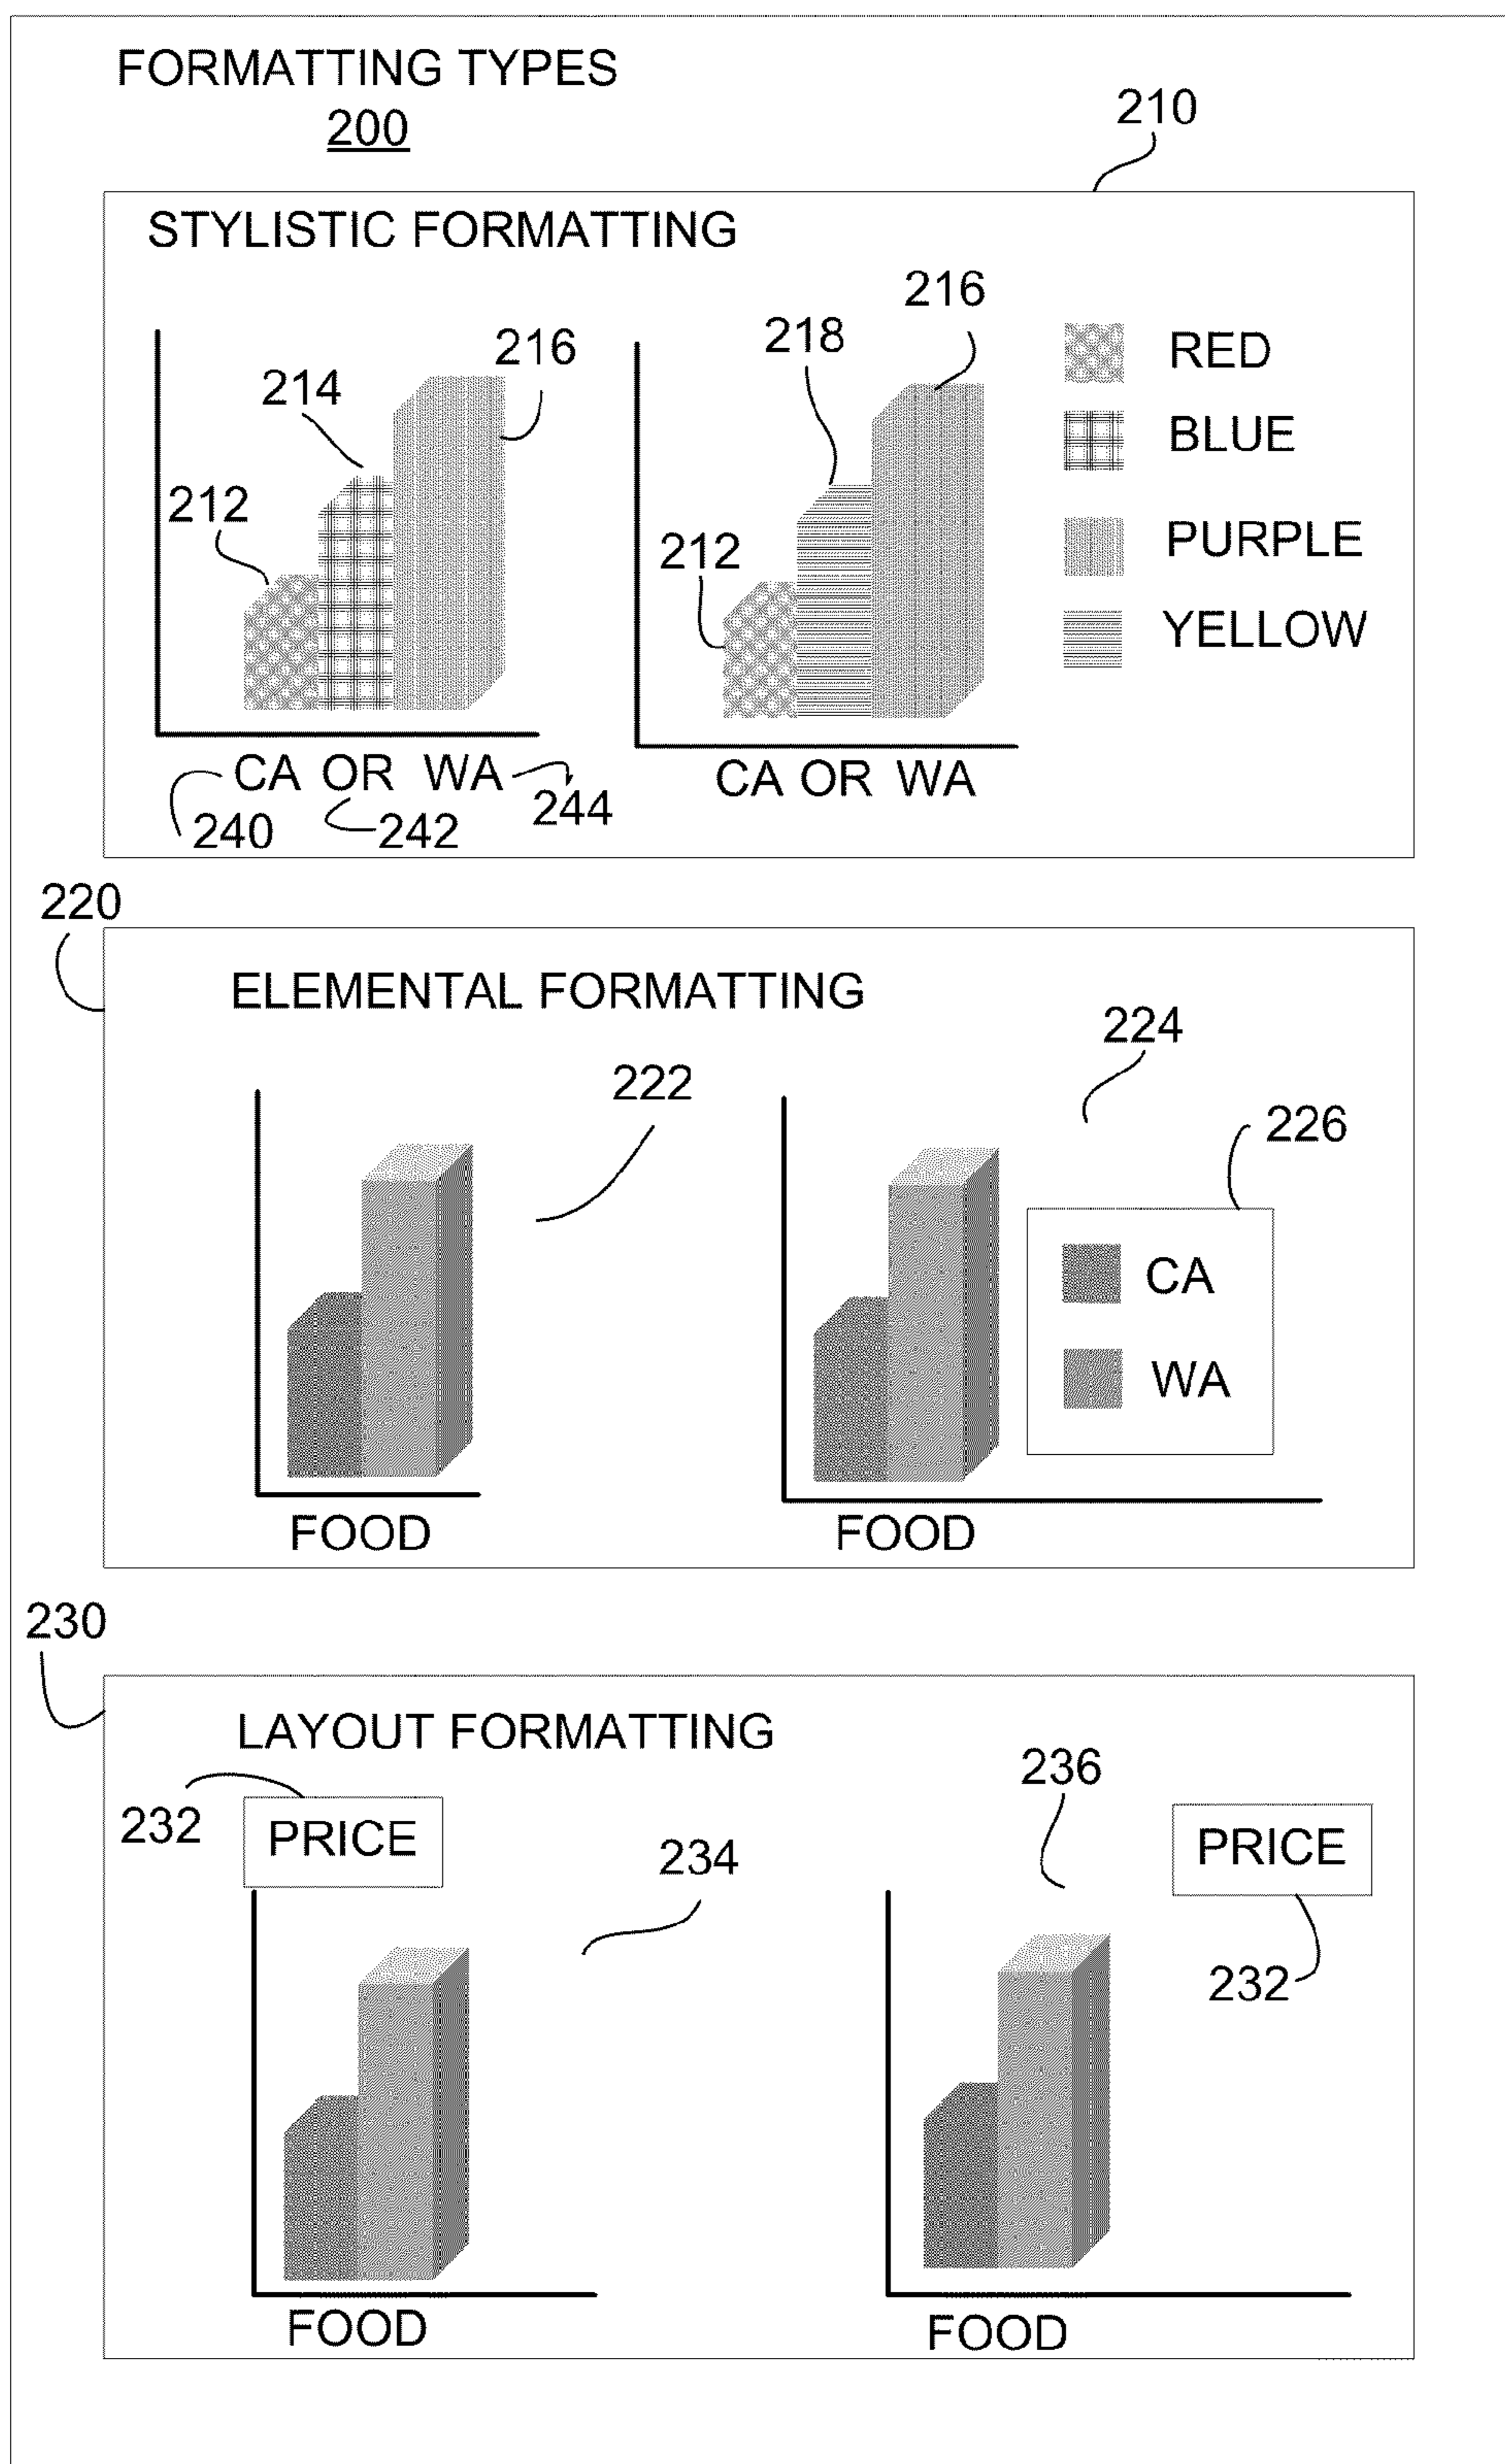 FORMATTING TYPES
200
210
STYLISTIC FORMATTING
216
214
212
216
218
212
RED
BLUE
PURPLE
YELLOW
CA OR WA
240 242 244
CA OR WA
220
ELEMENTAL FORMATTING
222
224
226
CA
WA
FOOD
FOOD
230
LAYOUT FORMATTING
232
PRICE
234
236
PRICE
232
FOOD
FOOD